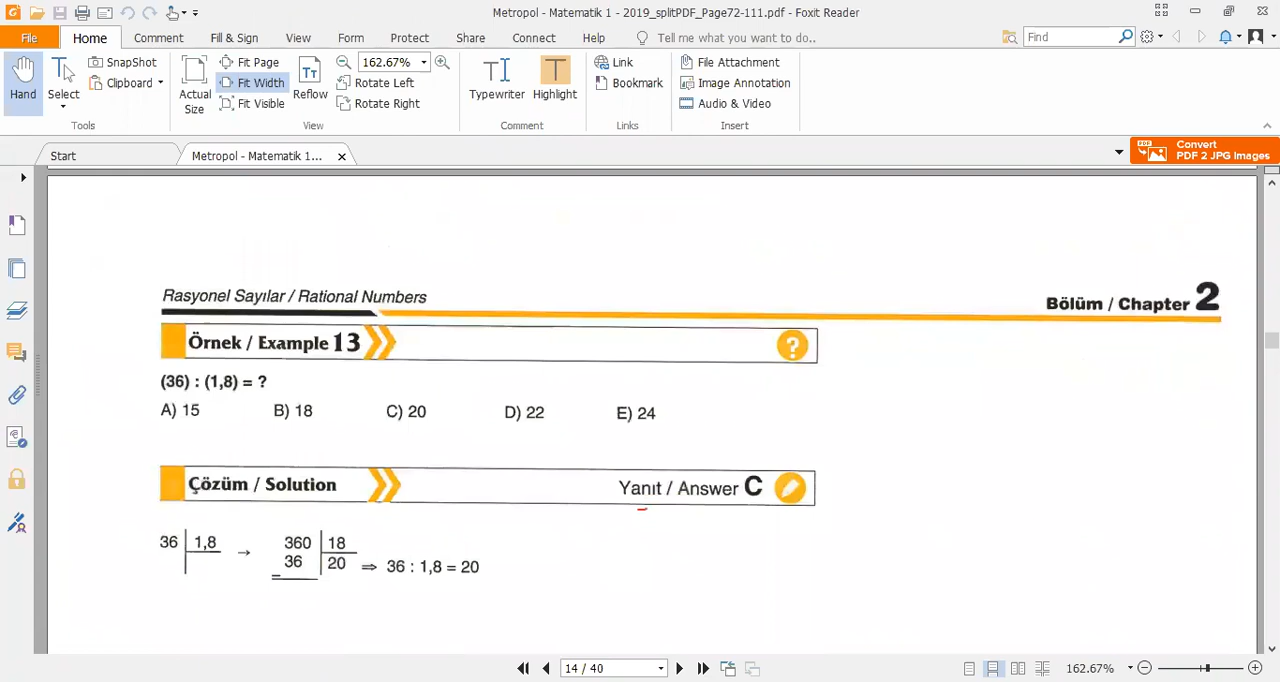 Metropol - Matematik 1 - 2019_splitPDF_Page72-111.pdf - Foxit Reader
File Home Comment Fill & Sign View Form Protect Share Connect Help Tell me what you want to do.. Find
Hand
Select
SnapShot
Clipboard
Tools
Actual Size
Fit Page
Fit Width
Fit Visible
Reflow
162.67%
Rotate Left
Rotate Right
View
Typewriter
Highlight
Comment
Link
Bookmark
Links
File Attachment
Image Annotation
Audio & Video
Insert
Start
Metropol - Matematik 1...
Convert
PDF 2 JPG Images
Rasyonel Sayılar / Rational Numbers
Bölüm / Chapter 2
Örnek / Example 13 ?
(36) : (1,8) = ?
A) 15 B) 18 C) 20 D) 22 E) 24
Çözüm / Solution Yanıt / Answer C
36 | 1,8 → 360 | 18
36 | 20 ⇒ 36 : 1,8 = 20
14 / 40
162.67%